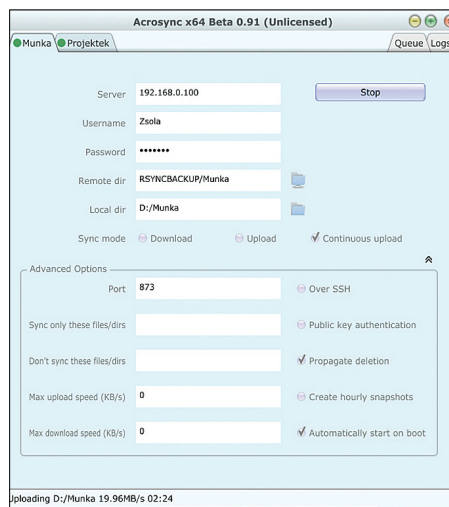 Acrosync x64 Beta 0.91 (Unlicensed)
Munka Projektek Queue Logs
Server 192.168.0.100 Stop
Username Zsola
Password •••••••
Remote dir RSYNCBACKUP/Munka
Local dir D:/Munka
Sync mode Download Upload Continuous upload
Advanced Options
Port 873 Over SSH
Sync only these files/dirs Public key authentication
Don't sync these files/dirs Propagate deletion
Max upload speed (KB/s) 0 Create hourly snapshots
Max download speed (KB/s) 0 Automatically start on boot
Uploading D:/Munka 19.96MB/s 02:24